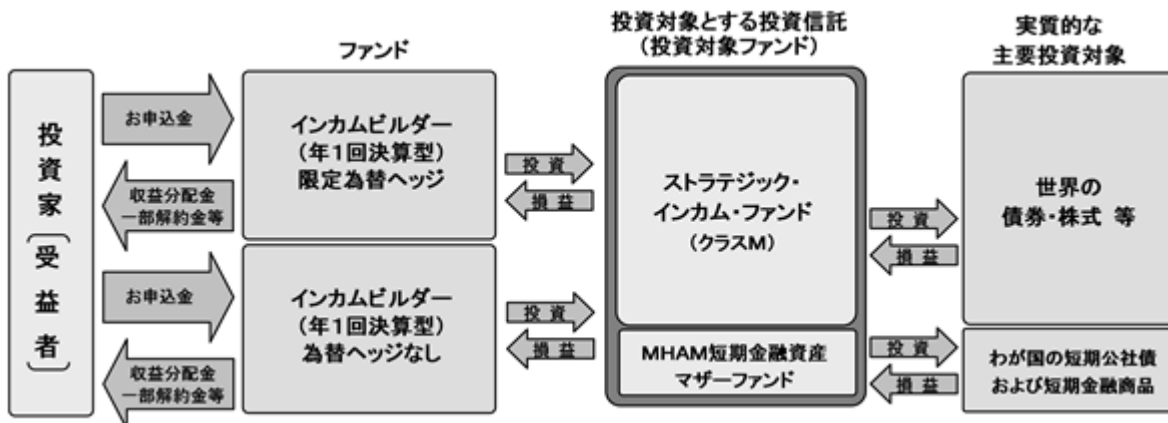 投資家
〔受益者〕
お申込金
収益分配金
一部解約金等
お申込金
収益分配金
一部解約金等
ファンド
インカムビルダー
（年1回決算型）
限定為替ヘッジ
インカムビルダー
（年1回決算型）
為替ヘッジなし
投資
損益
投資
損益
投資対象とする投資信託
（投資対象ファンド）
ストラテジック・
インカム・ファンド
（クラスM）
MHAM短期金融資産
マザーファンド
投資
損益
投資
損益
実質的な
主要投資対象
世界の
債券・株式 等
わが国の短期公社債
および短期金融商品